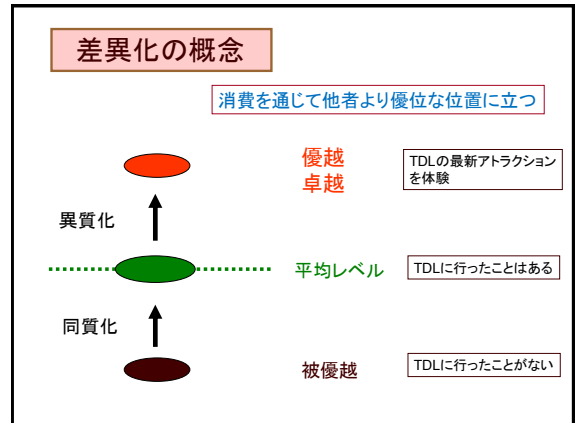 差異化の概念
消費を通じて他者より優位な位置に立つ
優越
卓越
TDLの最新アトラクション
を体験
異質化
平均レベル
TDLに行ったことはある
同質化
被優越
TDLに行ったことがない